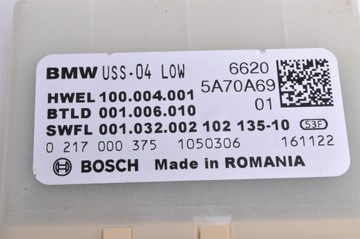 BMW USS-04 LOW 6620
HWEL 100.004.001 5A70A69
BTLD 001.006.010 01
SWFL 001.032.002 102 135-10 S3F
0 217 000 375 1050306 161122
BOSCH Made in ROMANIA